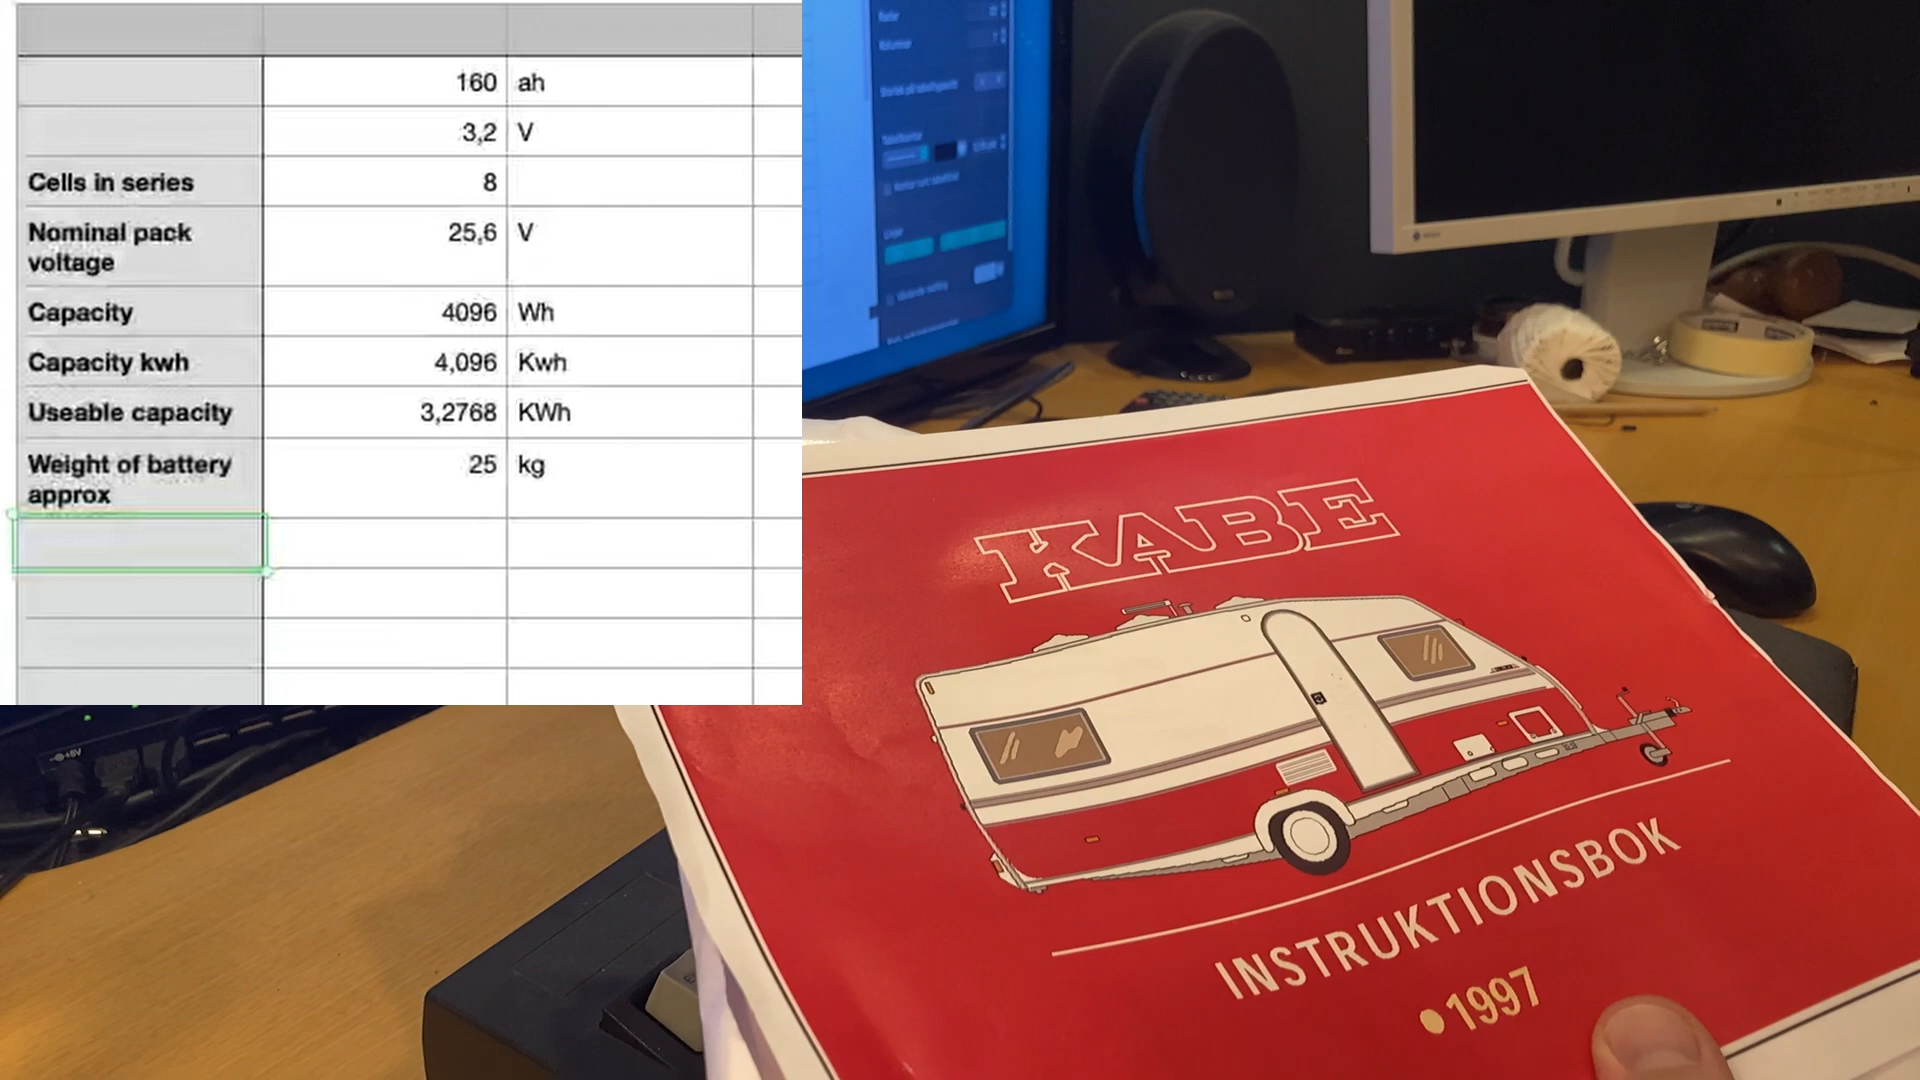 160 ah
3,2 V
Cells in series 8
Nominal pack 25,6 V
voltage
Capacity 4096 Wh
Capacity kwh 4,096 Kwh
Useable capacity 3,2768 KWh
Weight of battery 25 kg
approx
KABE
INSTRUKTIONSBOK
1997